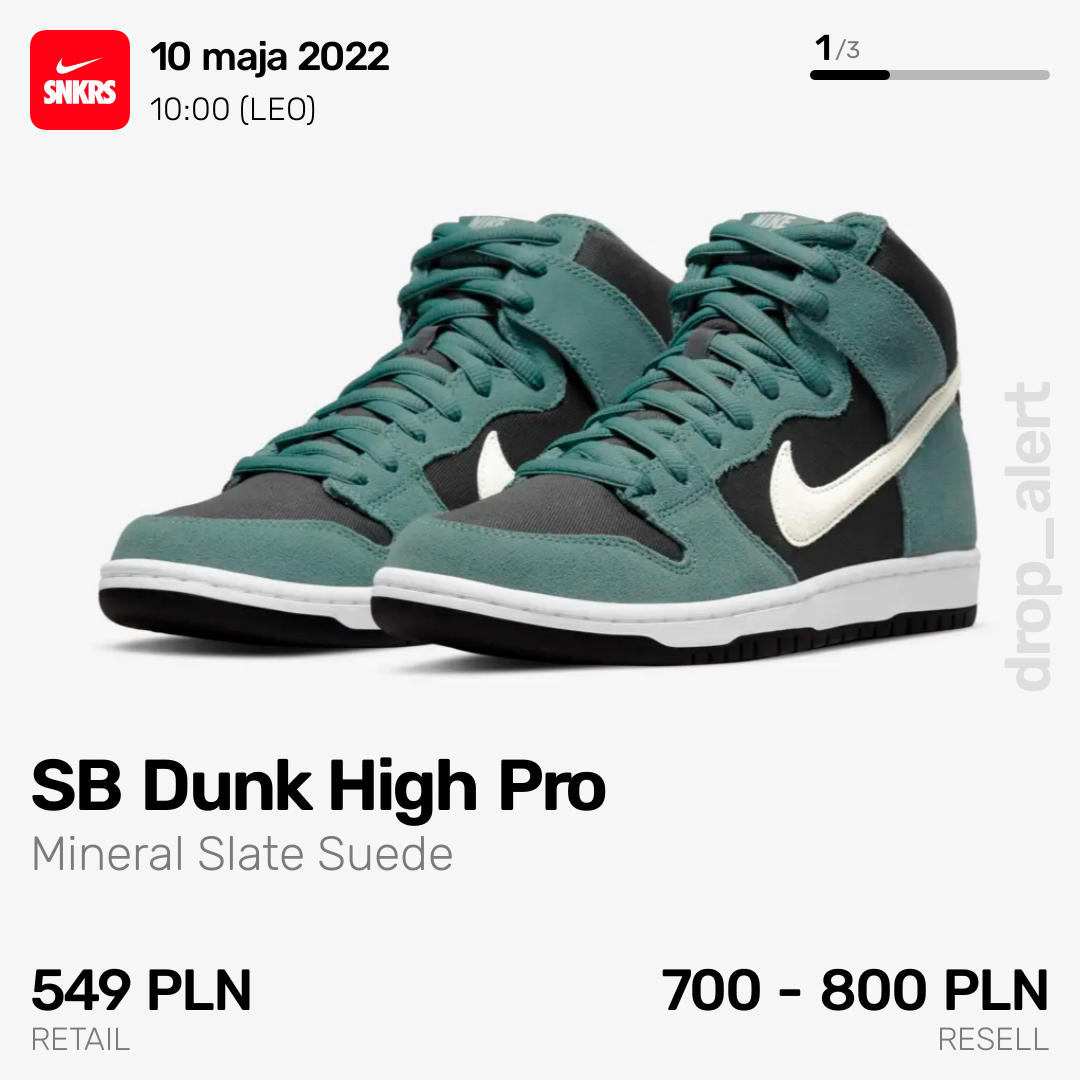 SNKRS
10 maja 2022
10:00 (LEO)
1/3
NIKE
NIKE
drop_alert
SB Dunk High Pro
Mineral Slate Suede
549 PLN
RETAIL
700 - 800 PLN
RESELL